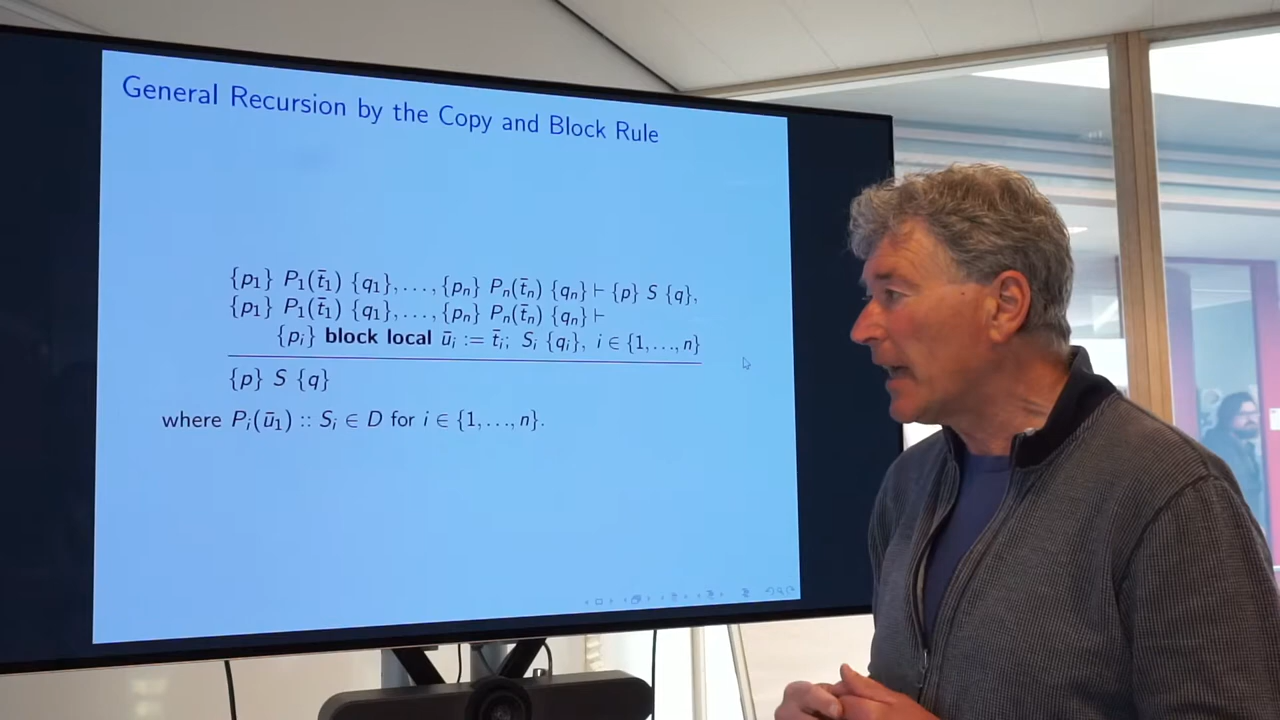 General Recursion by the Copy and Block Rule
{p₁} P₁(t̄₁) {q₁}, . . . , {pₙ} Pₙ(t̄ₙ) {qₙ} ⊢ {p} S {q},
{p₁} P₁(t̄₁) {q₁}, . . . , {pₙ} Pₙ(t̄ₙ) {qₙ} ⊢
{pᵢ} block local ūᵢ := t̄ᵢ; Sᵢ {qᵢ}, i ∈ {1, . . . , n}
{p} S {q}
where Pᵢ(ū₁) :: Sᵢ ∈ D for i ∈ {1, . . . , n}.